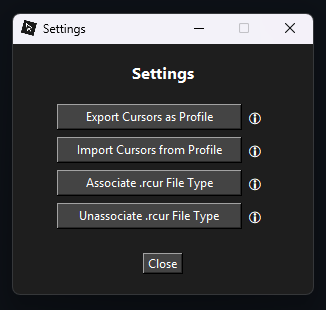 Settings
Settings
Export Cursors as Profile
Import Cursors from Profile
Associate .rcur File Type
Unassociate .rcur File Type
Close